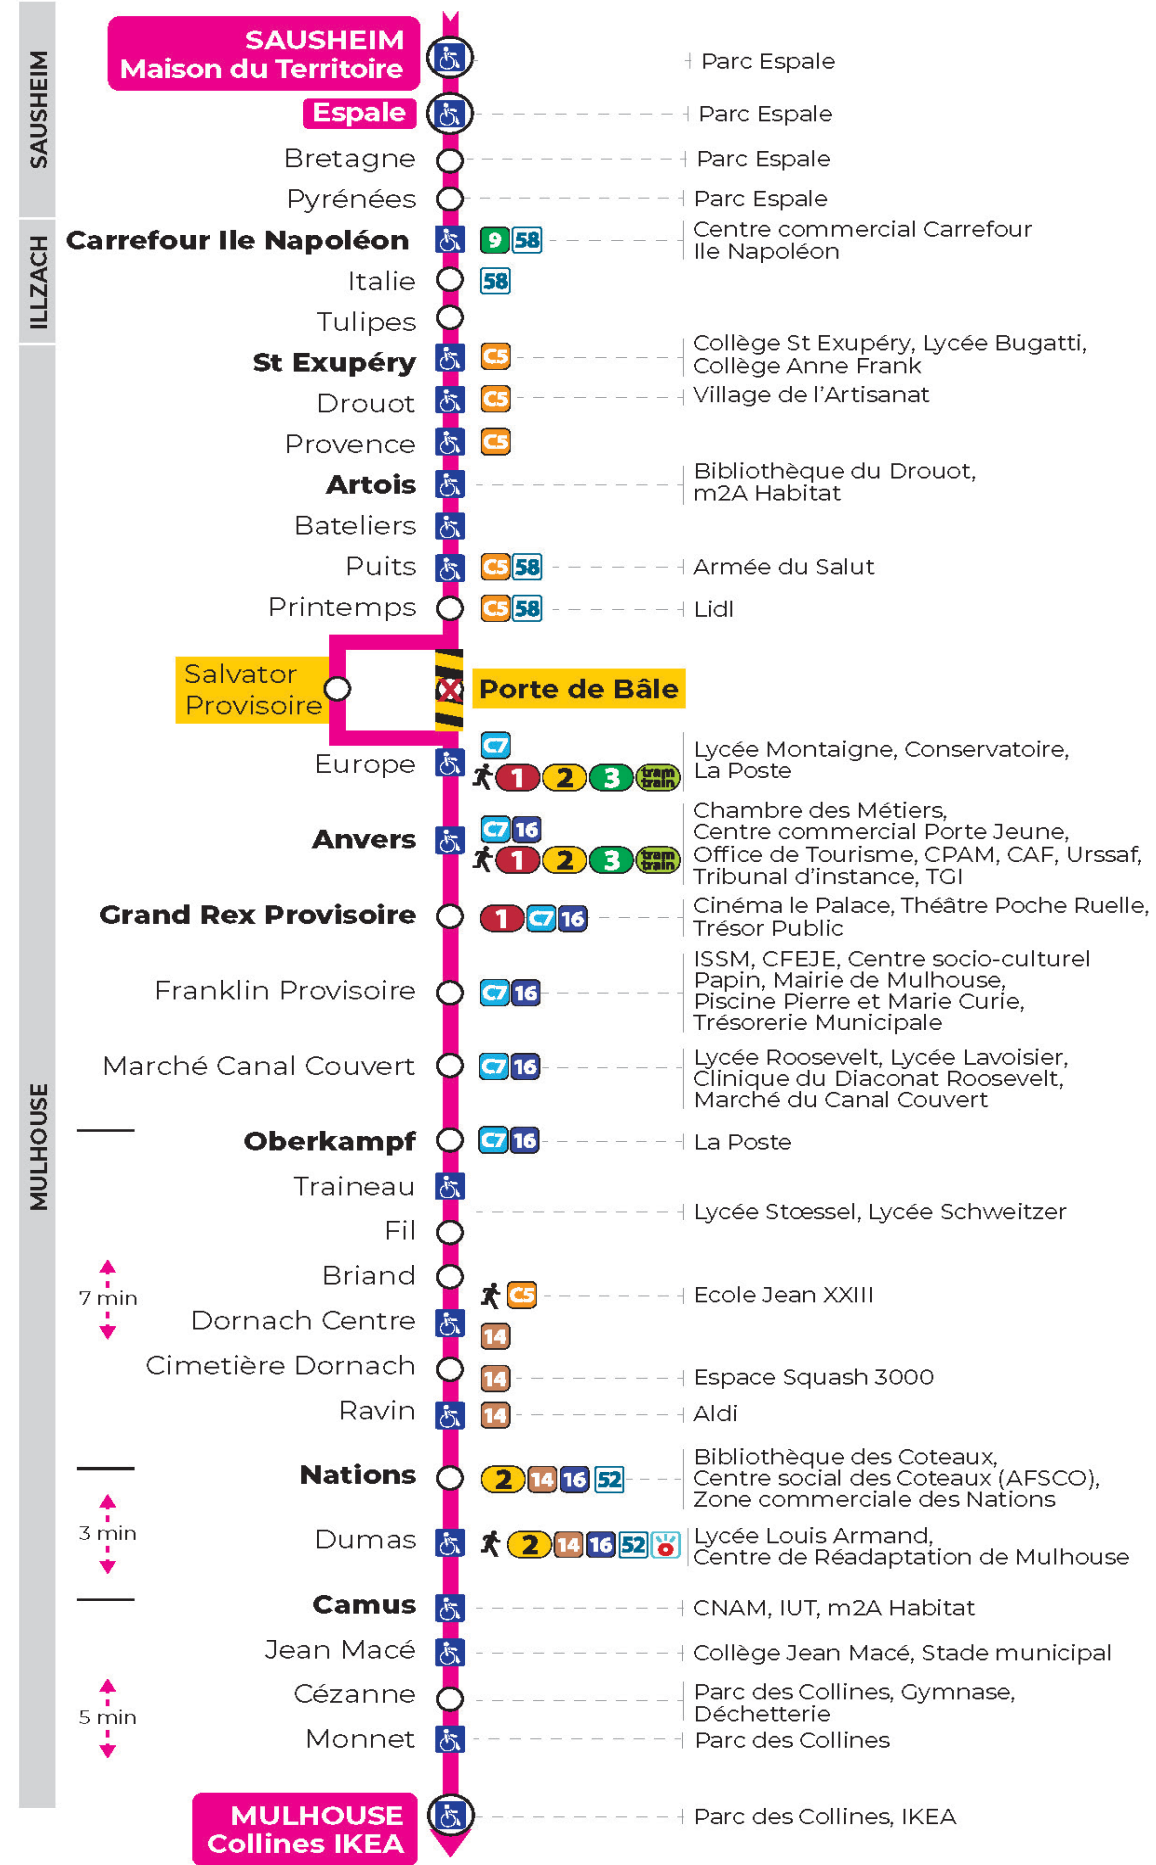 SAUSHEIM
SAUSHEIM
Maison du Territoire
Parc Espale
Espale
Parc Espale
Bretagne
Parc Espale
Pyrénées
Parc Espale
ILLZACH
Carrefour Ile Napoléon
9 58
Centre commercial Carrefour
Ile Napoléon
Italie
58
Tulipes
MULHOUSE
St Exupéry
C5
Collège St Exupéry, Lycée Bugatti,
Collège Anne Frank
Drouot
C5
Village de l'Artisanat
Provence
C5
Artois
Bibliothèque du Drouot,
m2A Habitat
Bateliers
Puits
C5 58
Armée du Salut
Printemps
C5 58
Lidl
Salvator
Provisoire
Porte de Bâle
Europe
C7
1 2 3 tram
train
Lycée Montaigne, Conservatoire,
La Poste
Anvers
C7 16
1 2 3 tram
train
Chambre des Métiers,
Centre commercial Porte Jeune,
Office de Tourisme, CPAM, CAF, Urssaf,
Tribunal d'instance, TGI
Grand Rex Provisoire
1 C7 16
Cinéma le Palace, Théâtre Poche Ruelle,
Trésor Public
Franklin Provisoire
C7 16
ISSM, CFEJE, Centre socio-culturel
Papin, Mairie de Mulhouse,
Piscine Pierre et Marie Curie,
Trésorerie Municipale
Marché Canal Couvert
C7 16
Lycée Roosevelt, Lycée Lavoisier,
Clinique du Diaconat Roosevelt,
Marché du Canal Couvert
Oberkampf
C7 16
La Poste
Traineau
Lycée Stœssel, Lycée Schweitzer
Fil
Briand
7 min
C5
Ecole Jean XXIII
Dornach Centre
14
Cimetière Dornach
14
Espace Squash 3000
Ravin
14
Aldi
Nations
2 14 16 52
Bibliothèque des Coteaux,
Centre social des Coteaux (AFSCO),
Zone commerciale des Nations
3 min
Dumas
2 14 16 52
Lycée Louis Armand,
Centre de Réadaptation de Mulhouse
Camus
CNAM, IUT, m2A Habitat
Jean Macé
Collège Jean Macé, Stade municipal
Cézanne
Parc des Collines, Gymnase,
Déchetterie
5 min
Monnet
Parc des Collines
MULHOUSE
Collines IKEA
Parc des Collines, IKEA